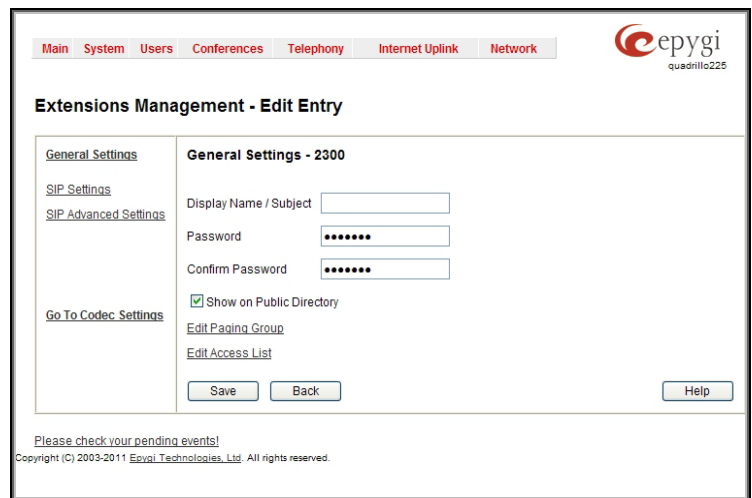 Main System Users Conferences Telephony Internet Uplink Network
epygi
quadrillo225
Extensions Management - Edit Entry
General Settings
SIP Settings
SIP Advanced Settings
Go To Codec Settings
General Settings - 2300
Display Name / Subject
Password •••••••
Confirm Password •••••••
Show on Public Directory
Edit Paging Group
Edit Access List
Save Back Help
Please check your pending events!
Copyright (C) 2003-2011 Epygi Technologies, Ltd. All rights reserved.